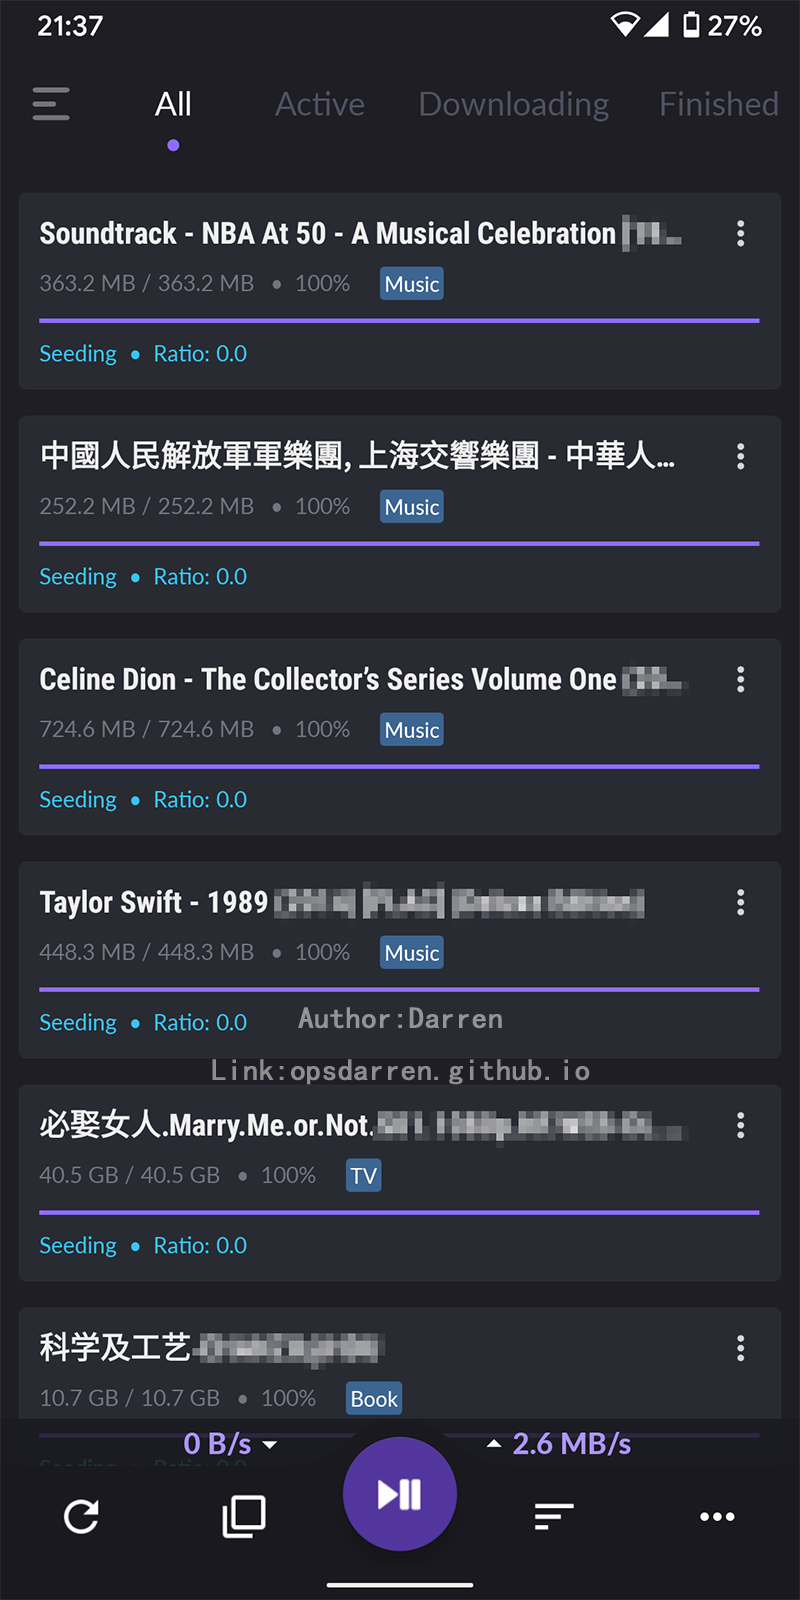 21:37 27%
All Active Downloading Finished
Soundtrack - NBA At 50 - A Musical Celebration
363.2 MB / 363.2 MB • 100% Music
Seeding • Ratio: 0.0
中國人民解放軍軍樂團, 上海交響樂團 - 中華人...
252.2 MB / 252.2 MB • 100% Music
Seeding • Ratio: 0.0
Celine Dion - The Collector's Series Volume One
724.6 MB / 724.6 MB • 100% Music
Seeding • Ratio: 0.0
Taylor Swift - 1989
448.3 MB / 448.3 MB • 100% Music
Seeding • Ratio: 0.0
Author:Darren
Link:opsdarren.github.io
必娶女人.Marry.Me.or.Not.
40.5 GB / 40.5 GB • 100% TV
Seeding • Ratio: 0.0
科学及工艺
10.7 GB / 10.7 GB • 100% Book
0 B/s 2.6 MB/s